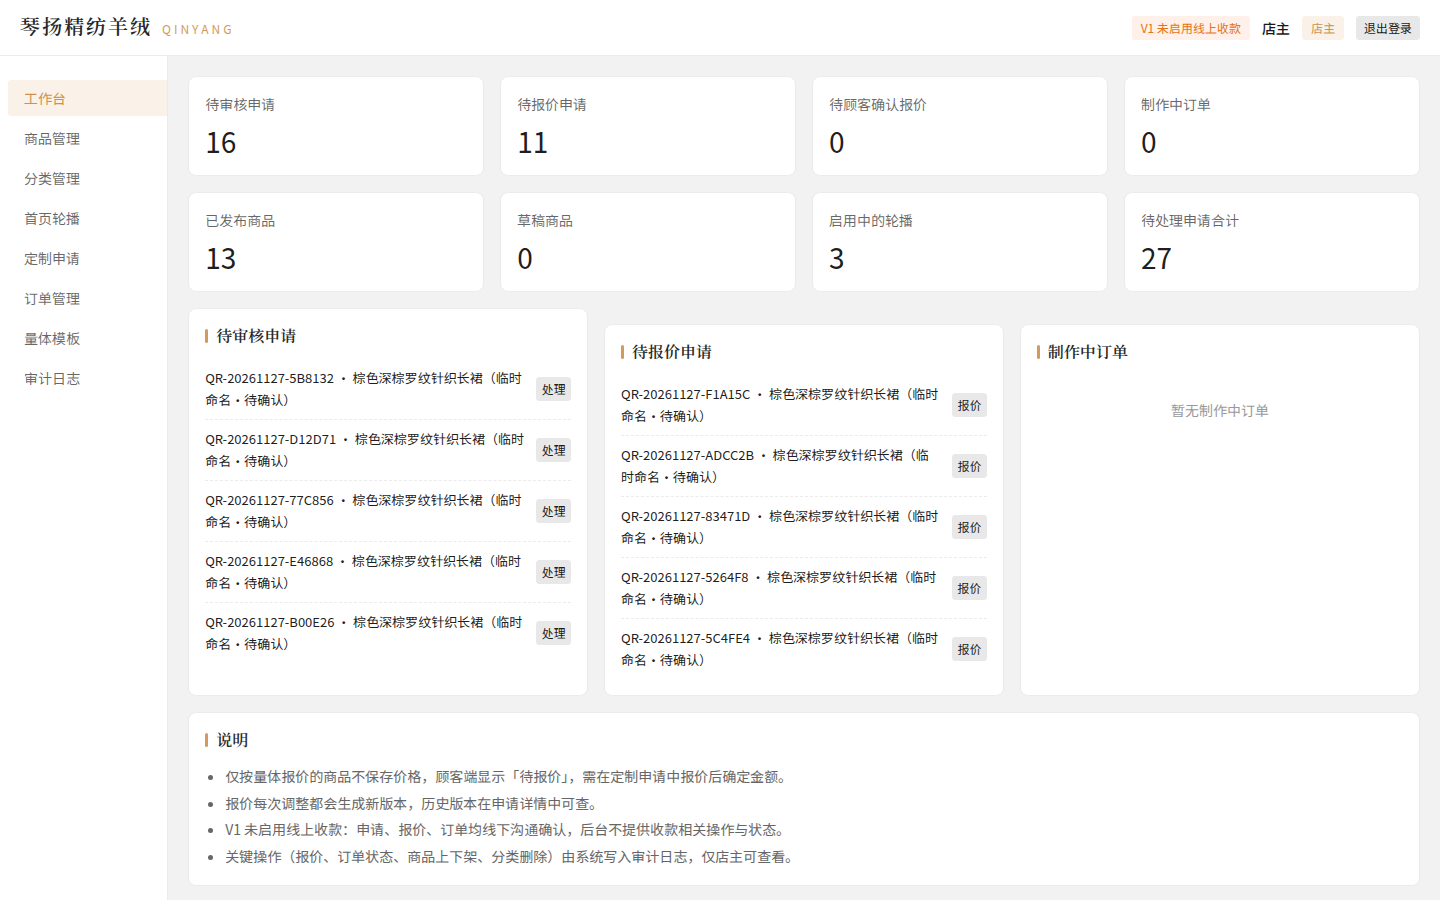 琴扬精纺羊绒 QINYANG
V1 未启用线上收款 店主 店主 退出登录
工作台
商品管理
分类管理
首页轮播
定制申请
订单管理
量体模板
审计日志
待审核申请
16
待报价申请
11
待顾客确认报价
0
制作中订单
0
已发布商品
13
草稿商品
0
启用中的轮播
3
待处理申请合计
27
待审核申请
QR-20261127-5B8132 · 棕色深棕罗纹针织长裙（临时
命名·待确认）
处理
QR-20261127-D12D71 · 棕色深棕罗纹针织长裙（临时
命名·待确认）
处理
QR-20261127-77C856 · 棕色深棕罗纹针织长裙（临时
命名·待确认）
处理
QR-20261127-E46868 · 棕色深棕罗纹针织长裙（临时
命名·待确认）
处理
QR-20261127-B00E26 · 棕色深棕罗纹针织长裙（临时
命名·待确认）
处理
待报价申请
QR-20261127-F1A15C · 棕色深棕罗纹针织长裙（临时
命名·待确认）
报价
QR-20261127-ADCC2B · 棕色深棕罗纹针织长裙（临
时命名·待确认）
报价
QR-20261127-83471D · 棕色深棕罗纹针织长裙（临时
命名·待确认）
报价
QR-20261127-5264F8 · 棕色深棕罗纹针织长裙（临时
命名·待确认）
报价
QR-20261127-5C4FE4 · 棕色深棕罗纹针织长裙（临时
命名·待确认）
报价
制作中订单
暂无制作中订单
说明
仅按量体报价的商品不保存价格，顾客端显示「待报价」，需在定制申请中报价后确定金额。
报价每次调整都会生成新版本，历史版本在申请详情中可查。
V1 未启用线上收款：申请、报价、订单均线下沟通确认，后台不提供收款相关操作与状态。
关键操作（报价、订单状态、商品上下架、分类删除）由系统写入审计日志，仅店主可查看。